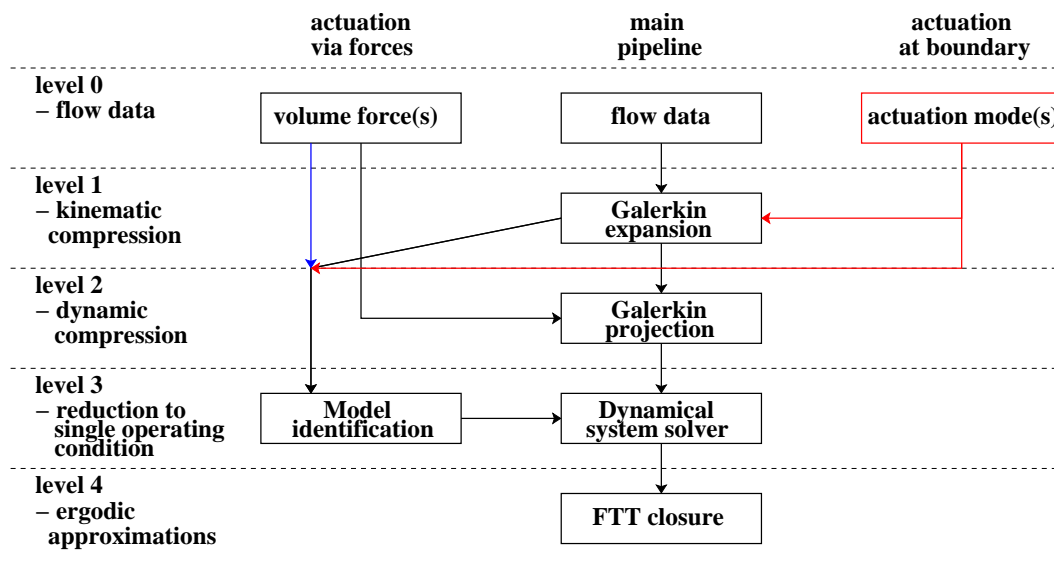 actuation
via forces
main
pipeline
actuation
at boundary
level 0
– flow data
volume force(s)
flow data
actuation mode(s)
level 1
– kinematic
compression
Galerkin
expansion
level 2
– dynamic
compression
Galerkin
projection
level 3
– reduction to
single operating
condition
Model
identification
Dynamical
system solver
level 4
– ergodic
approximations
FTT closure